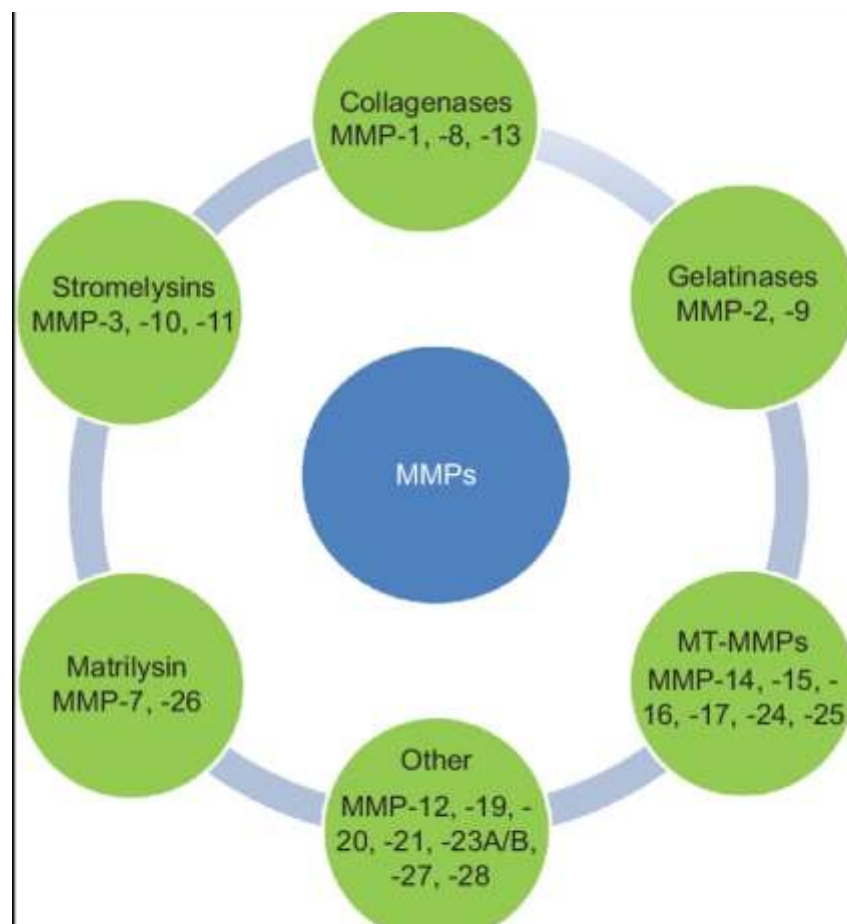 Collagenases
MMP-1, -8, -13
Gelatinases
MMP-2, -9
MT-MMPs
MMP-14, -15, -
16, -17, -24, -25
Other
MMP-12, -19, -
20, -21, -23A/B,
-27, -28
Matrilysin
MMP-7, -26
Stromelysins
MMP-3, -10, -11
MMPs